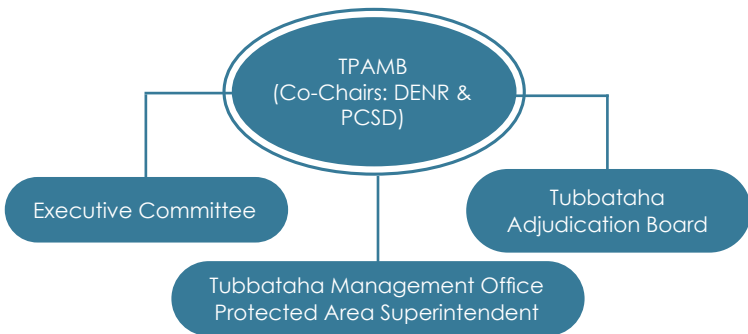 TPAMB
(Co-Chairs: DENR &
PCSD)
Executive Committee
Tubbataha
Adjudication Board
Tubbataha Management Office
Protected Area Superintendent